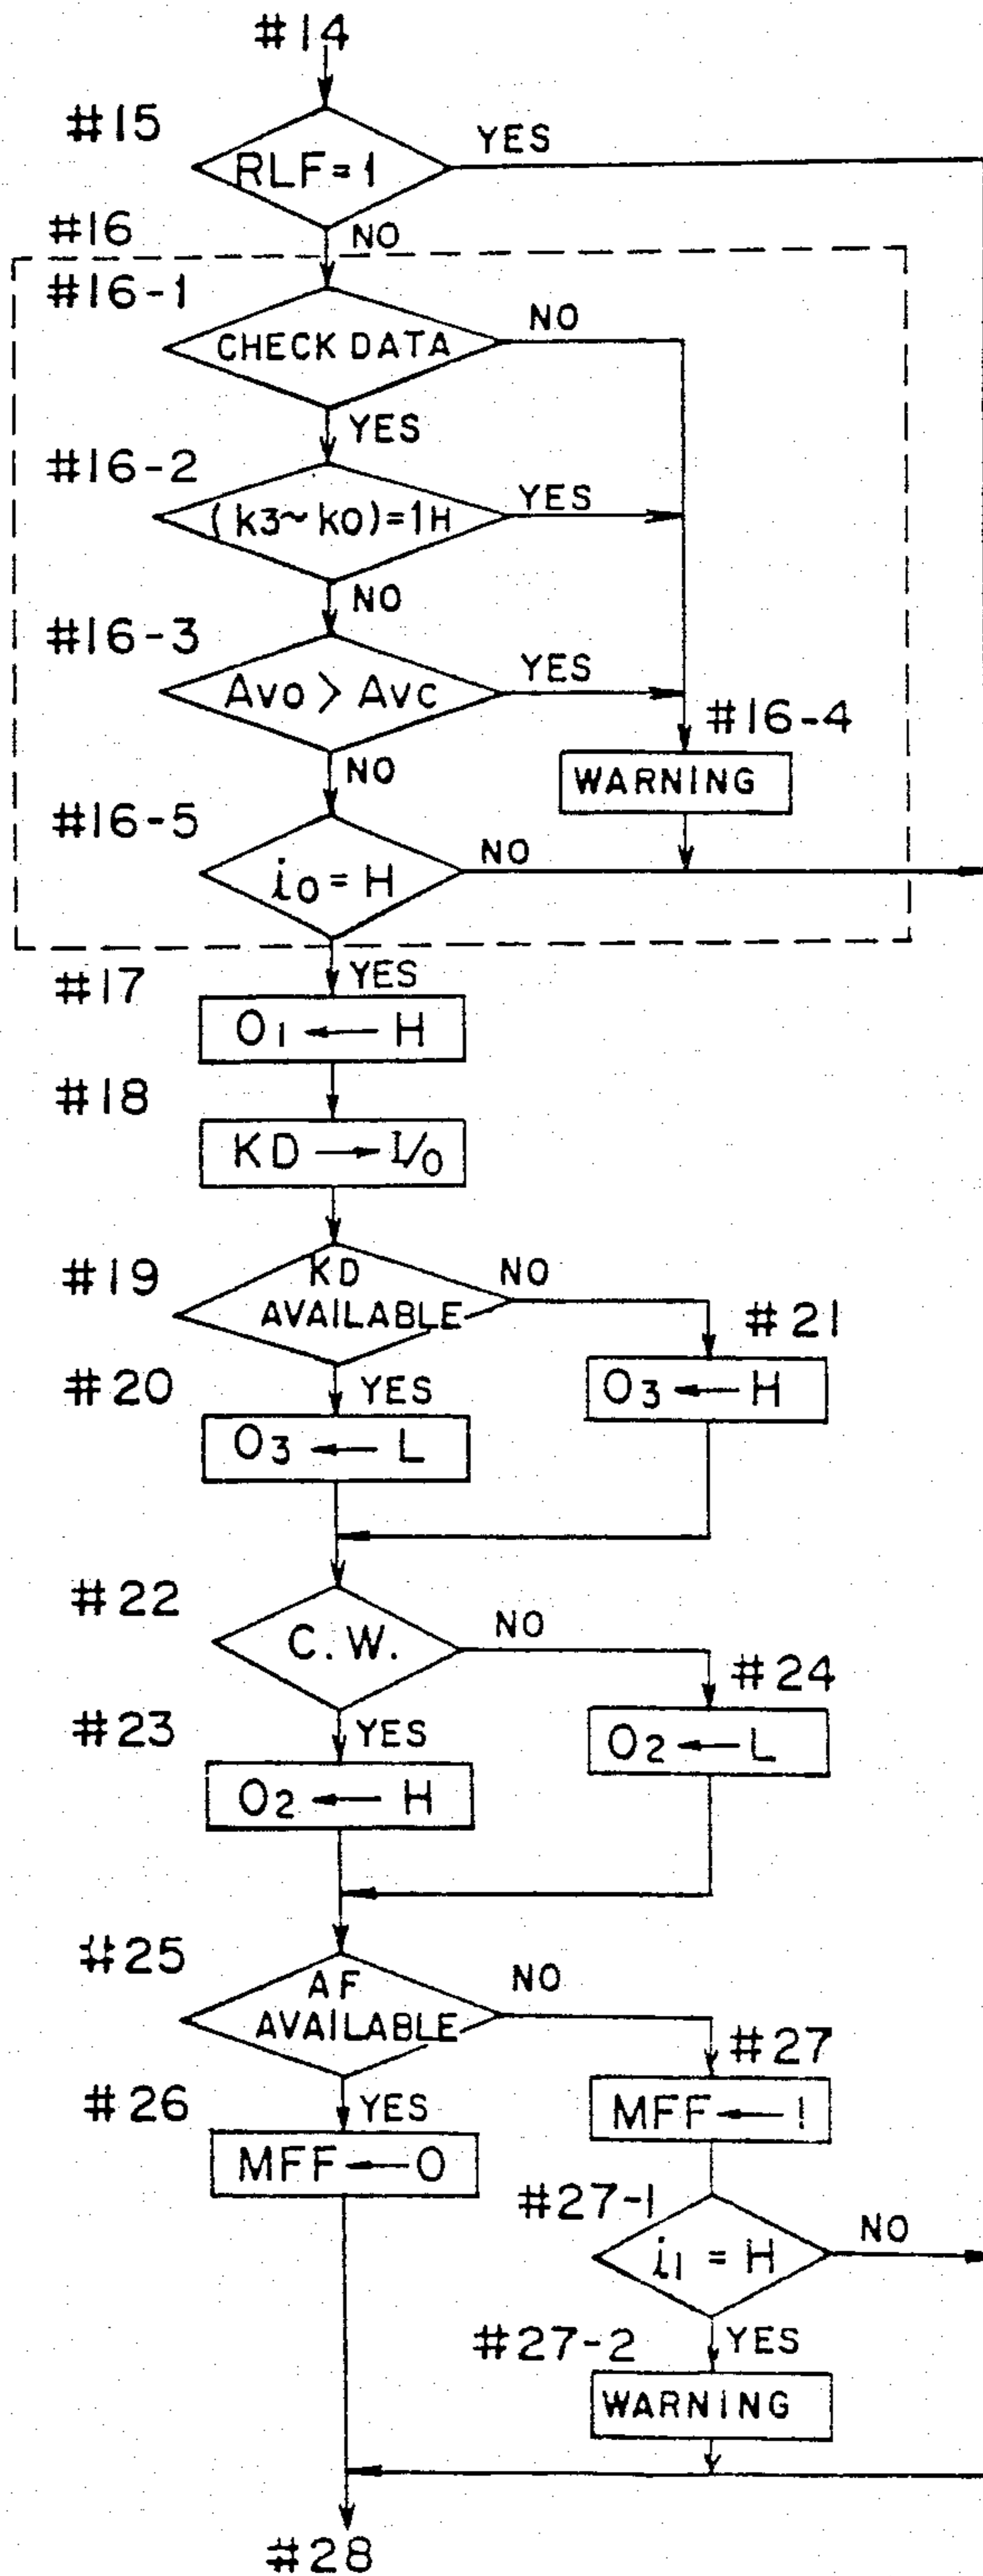 #14
#15
RLF=1
YES
NO
#16
#16-1
CHECK DATA
NO
YES
#16-2
(k3~k0)=1H
YES
NO
#16-3
Avo > Avc
YES
NO
#16-4
WARNING
#16-5
i0 = H
NO
YES
#17
O1 ← H
#18
KD → I/O
#19
KD
AVAILABLE
NO
YES
#21
O3 ← H
#20
O3 ← L
#22
C.W.
NO
YES
#24
O2 ← L
#23
O2 ← H
#25
AF
AVAILABLE
NO
YES
#27
MFF ← 1
#26
MFF ← 0
#27-1
i1 = H
NO
YES
#27-2
WARNING
#28